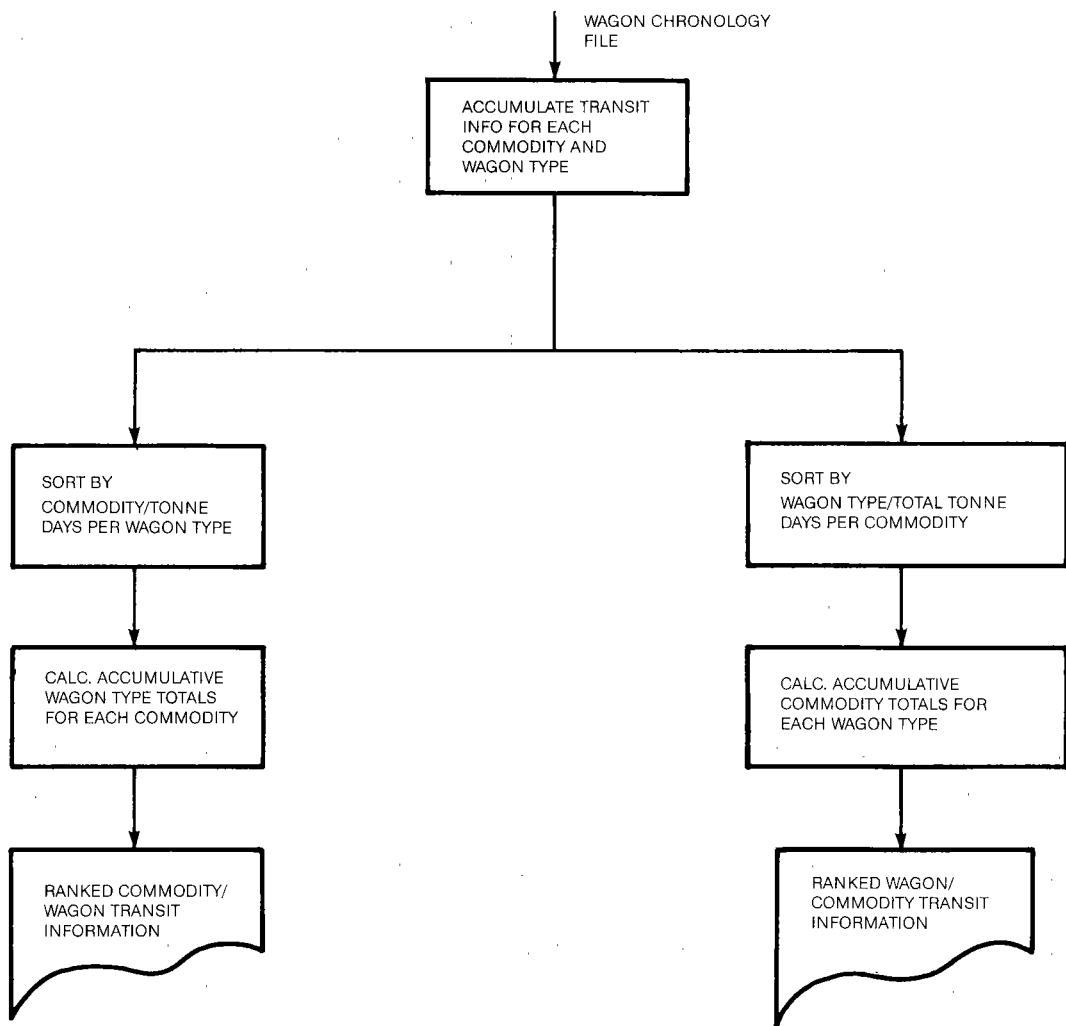 WAGON CHRONOLOGY
FILE
ACCUMULATE TRANSIT
INFO FOR EACH
COMMODITY AND
WAGON TYPE
SORT BY
COMMODITY/TONNE
DAYS PER WAGON TYPE
SORT BY
WAGON TYPE/TOTAL TONNE
DAYS PER COMMODITY
CALC. ACCUMULATIVE
WAGON TYPE TOTALS
FOR EACH COMMODITY
CALC. ACCUMULATIVE
COMMODITY TOTALS FOR
EACH WAGON TYPE
RANKED COMMODITY/
WAGON TRANSIT
INFORMATION
RANKED WAGON/
COMMODITY TRANSIT
INFORMATION